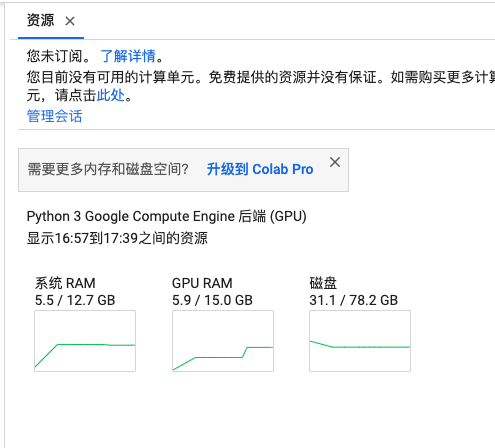 资源
您未订阅。 了解详情。
您目前没有可用的计算单元。免费提供的资源并没有保证。如需购买更多计算
元，请点击此处。
管理会话
需要更多内存和磁盘空间？ 升级到 Colab Pro
Python 3 Google Compute Engine 后端 (GPU)
显示16:57到17:39之间的资源
系统 RAM
5.5 / 12.7 GB
GPU RAM
5.9 / 15.0 GB
磁盘
31.1 / 78.2 GB